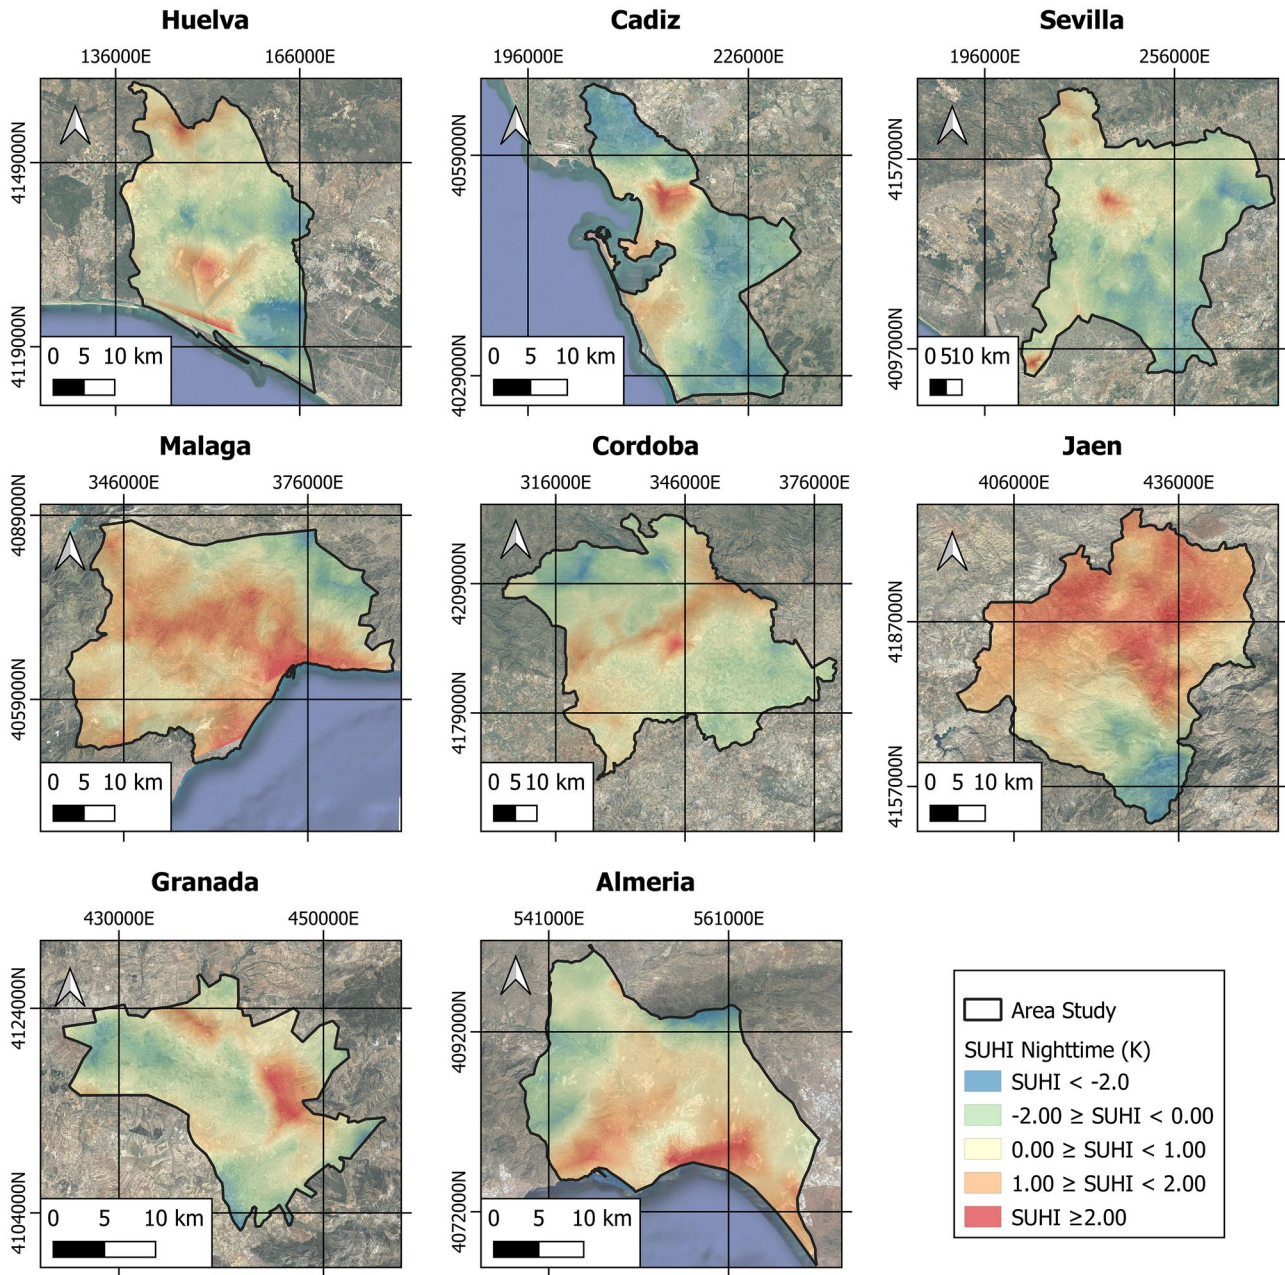 Huelva
136000E 166000E
4149000N
4119000N
0 5 10 km
Cadiz
196000E 226000E
4059000N
4029000N
0 5 10 km
Sevilla
196000E 256000E
4157000N
4097000N
0 510 km
Malaga
346000E 376000E
4089000N
4059000N
0 5 10 km
Cordoba
316000E 346000E 376000E
4209000N
4179000N
0 5 10 km
Jaen
406000E 436000E
4187000N
4157000N
0 5 10 km
Granada
430000E 450000E
4124000N
4104000N
0 5 10 km
Almeria
541000E 561000E
4092000N
4072000N
0 5 10 km
Area Study
SUHI Nighttime (K)
SUHI < -2.0
-2.00 ≥ SUHI < 0.00
0.00 ≥ SUHI < 1.00
1.00 ≥ SUHI < 2.00
SUHI ≥2.00